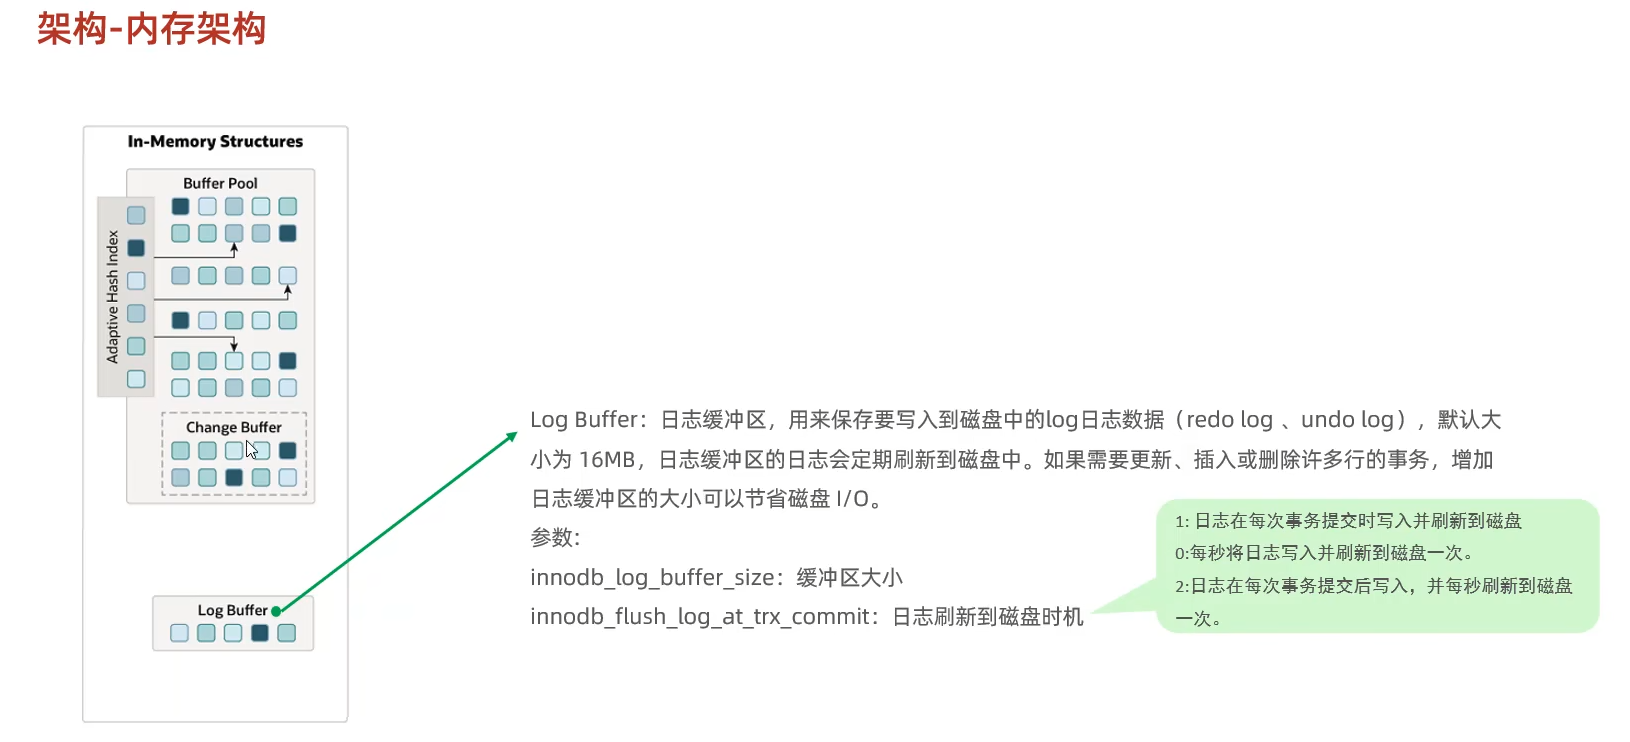 架构-内存架构
In-Memory Structures
Buffer Pool
Adaptive Hash Index
Change Buffer
Log Buffer
Log Buffer：日志缓冲区，用来保存要写入到磁盘中的log日志数据（redo log 、undo log），默认大
小为 16MB，日志缓冲区的日志会定期刷新到磁盘中。如果需要更新、插入或删除许多行的事务，增加
日志缓冲区的大小可以节省磁盘 I/O。
参数：
innodb_log_buffer_size：缓冲区大小
innodb_flush_log_at_trx_commit：日志刷新到磁盘时机
1: 日志在每次事务提交时写入并刷新到磁盘
0:每秒将日志写入并刷新到磁盘一次。
2:日志在每次事务提交后写入，并每秒刷新到磁盘
一次。